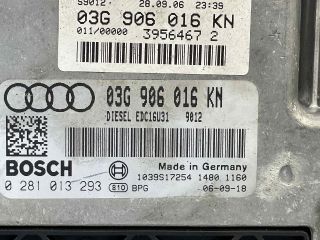 S9012 28.09.06 23:39
03G 906 016 KN
011/00000 3956467 2
03G 906 016 KN
DIESEL EDC16U31 9012
BOSCH
Made in Germany
1039S17254 1480 1160
0 281 013 293 810 BPG 06-09-18